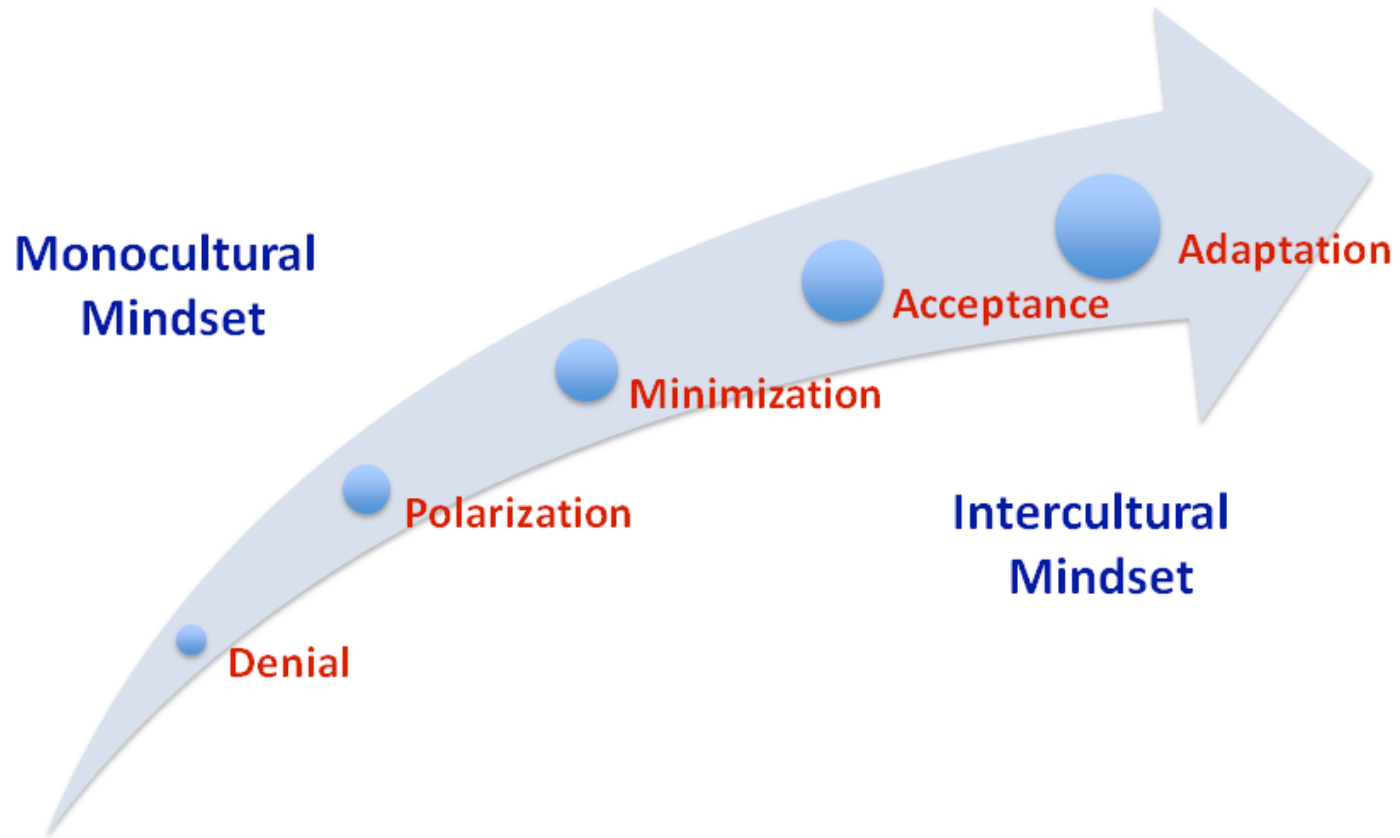 Monocultural
Mindset
Adaptation
Acceptance
Minimization
Polarization
Intercultural
Mindset
Denial